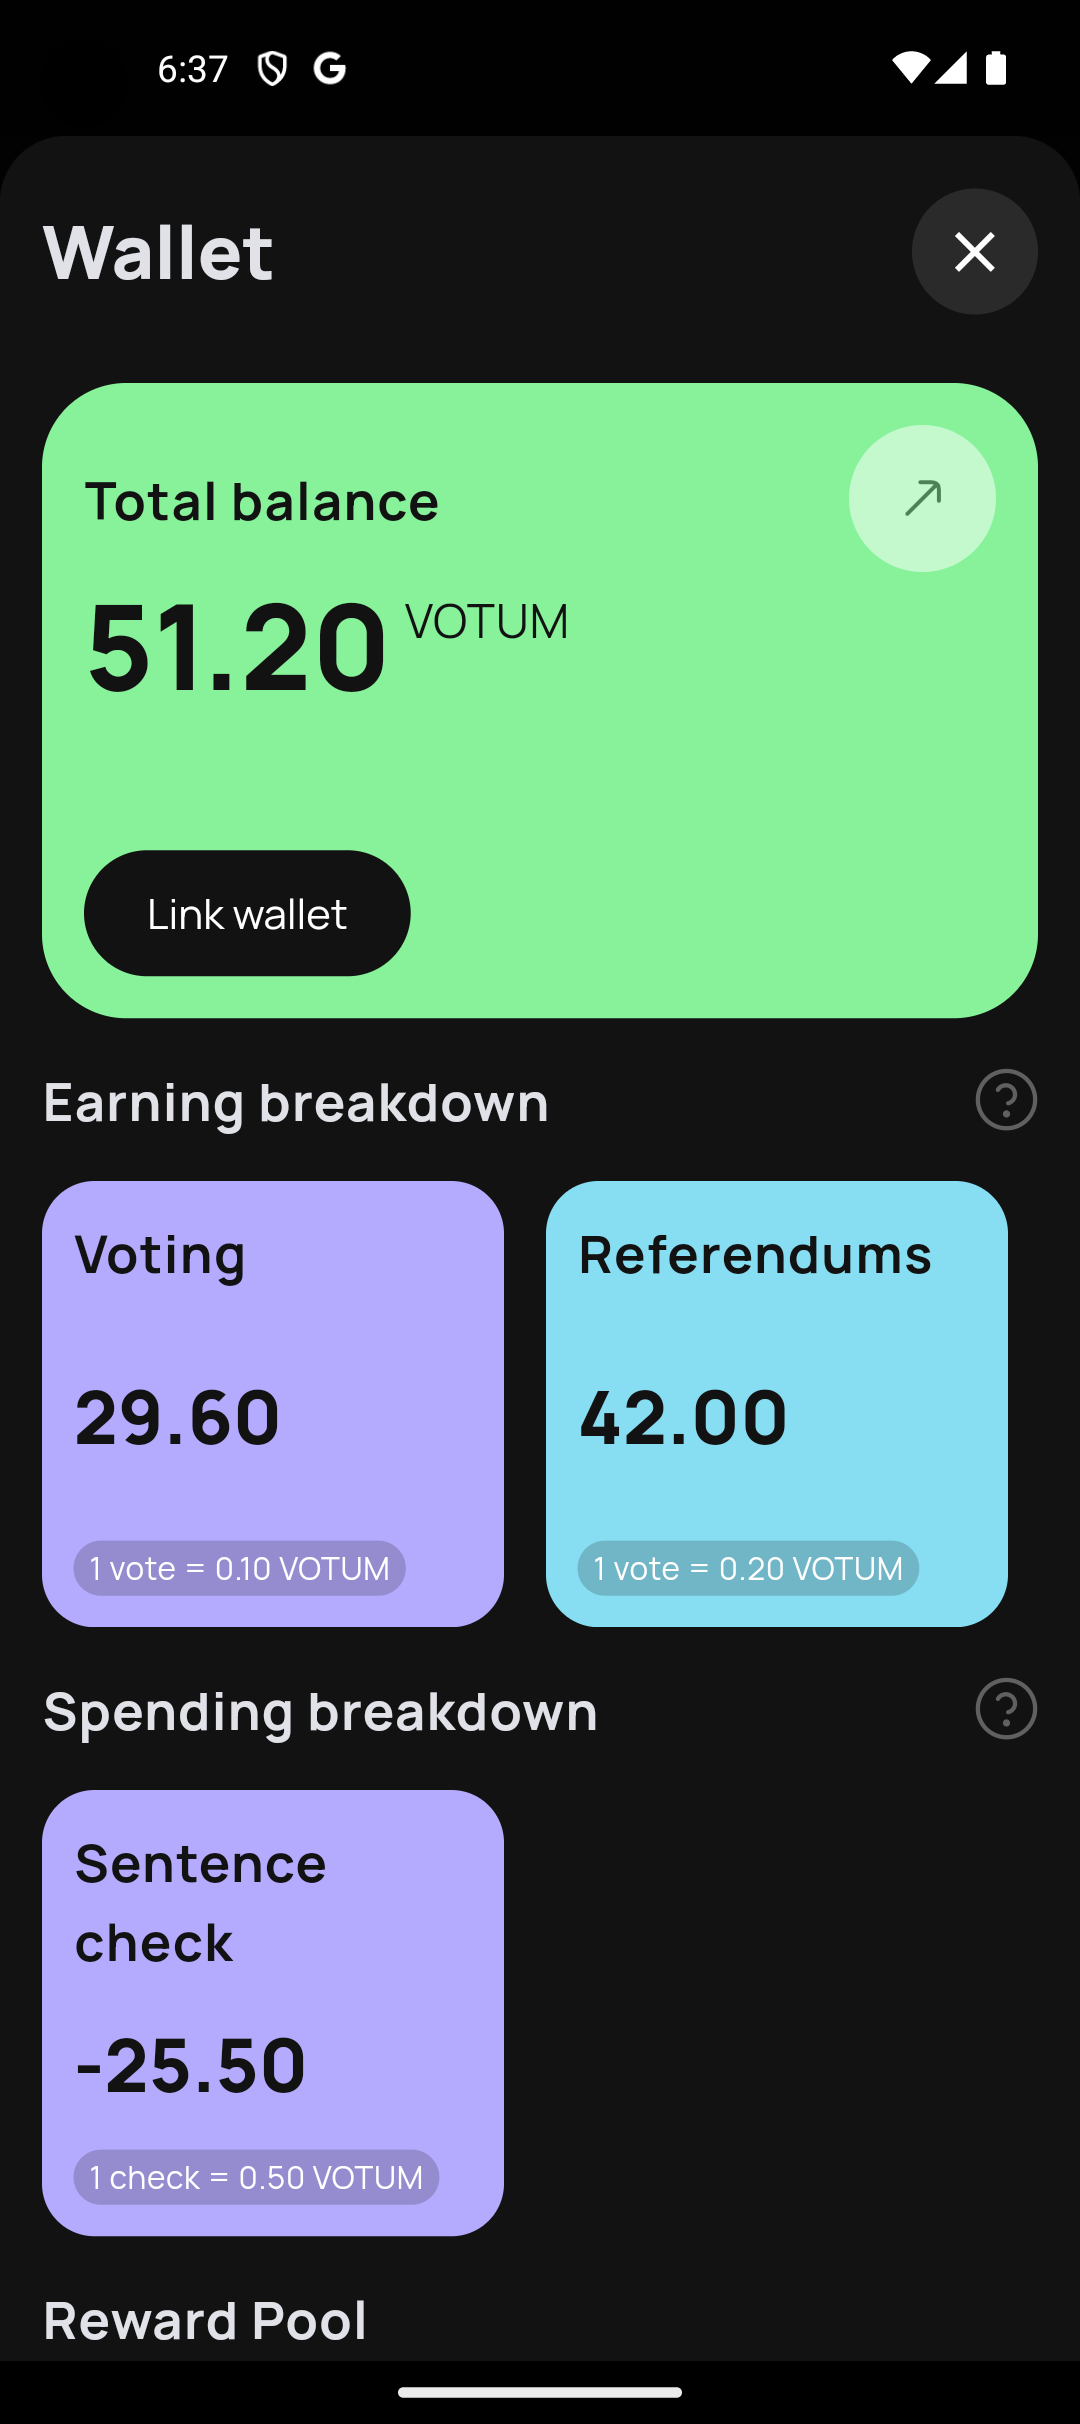 6:37
Wallet
Total balance
51.20 VOTUM
Link wallet
Earning breakdown
Voting
29.60
1 vote = 0.10 VOTUM
Referendums
42.00
1 vote = 0.20 VOTUM
Spending breakdown
Sentence
check
-25.50
1 check = 0.50 VOTUM
Reward Pool